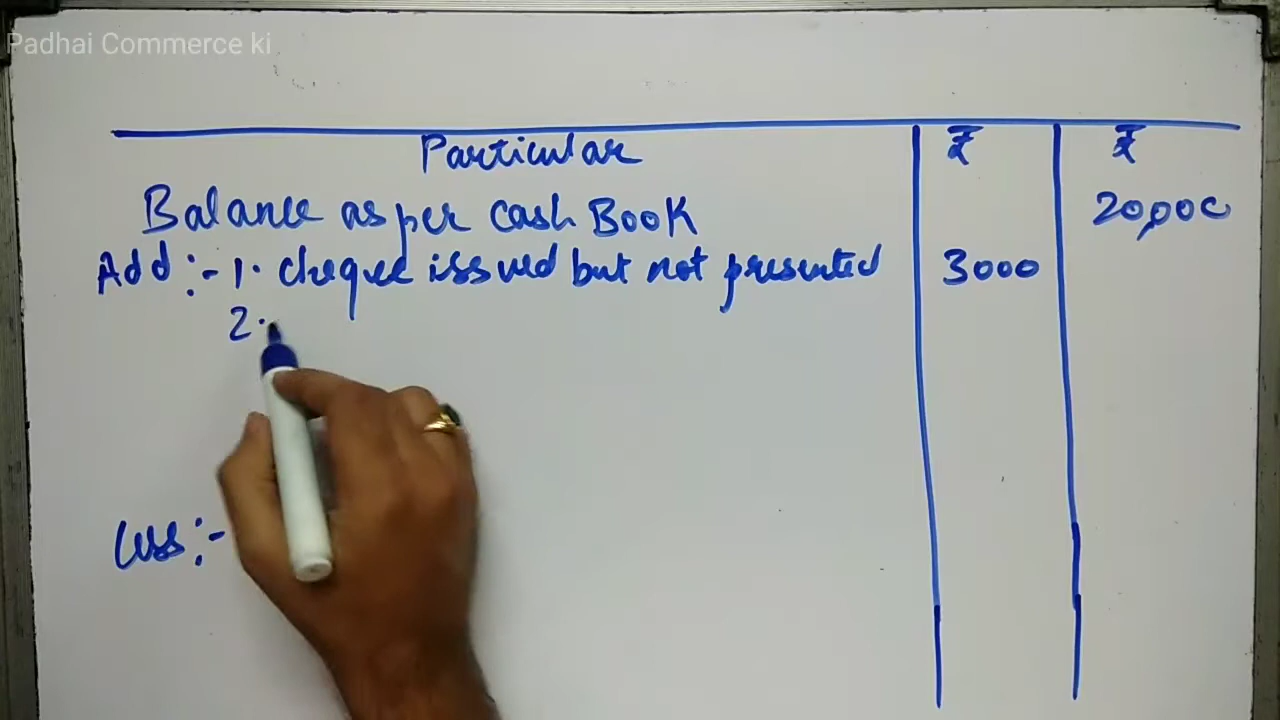 Padhai Commerce ki
Particular ₹ ₹
Balance as per cash Book 20,000
Add :- 1. cheque issued but not presented 3000
2.
Less :-